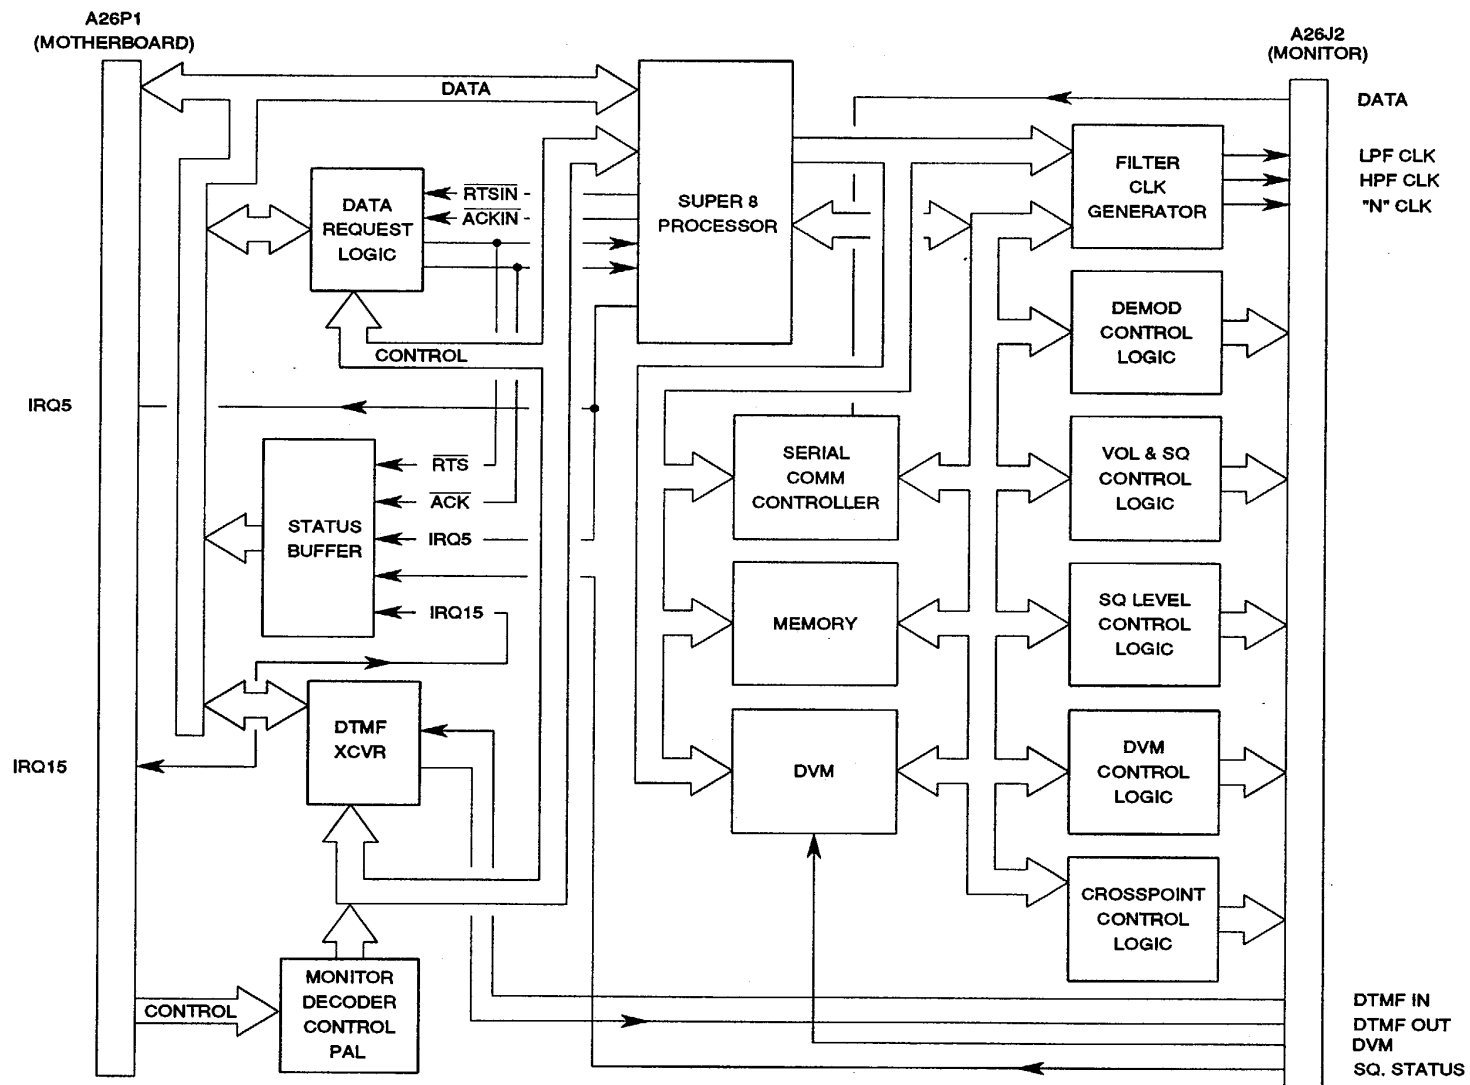 A26P1
(MOTHERBOARD)
A26J2
(MONITOR)
DATA
DATA
SUPER 8
PROCESSOR
FILTER
CLK
GENERATOR
LPF CLK
HPF CLK
"N" CLK
DATA
REQUEST
LOGIC
RTSIN
ACKIN
CONTROL
DEMOD
CONTROL
LOGIC
IRQ5
SERIAL
COMM
CONTROLLER
VOL & SQ
CONTROL
LOGIC
STATUS
BUFFER
RTS
ACK
IRQ5
IRQ15
MEMORY
SQ LEVEL
CONTROL
LOGIC
DTMF
XCVR
IRQ15
DVM
DVM
CONTROL
LOGIC
CROSSPOINT
CONTROL
LOGIC
CONTROL
MONITOR
DECODER
CONTROL
PAL
DTMF IN
DTMF OUT
DVM
SQ. STATUS